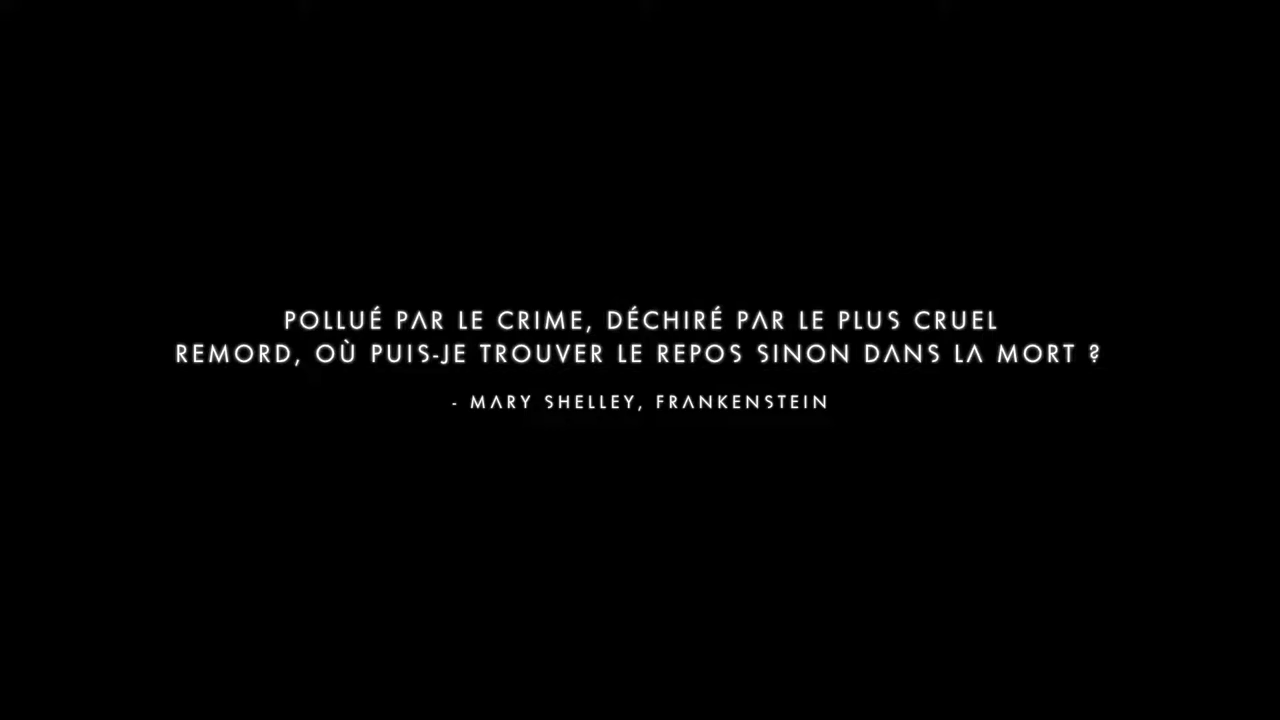 POLLUÉ PAR LE CRIME, DÉCHIRÉ PAR LE PLUS CRUEL
REMORD, OÙ PUIS-JE TROUVER LE REPOS SINON DANS LA MORT ?
- MARY SHELLEY, FRANKENSTEIN